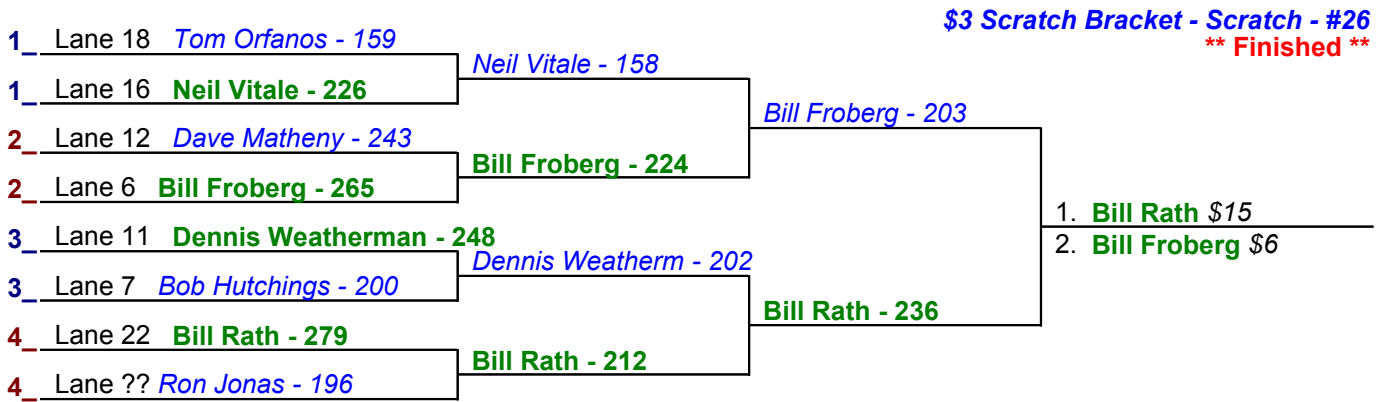 $3 Scratch Bracket - Scratch - #26
** Finished **
1_ Lane 18 Tom Orfanos - 159
Neil Vitale - 158
1_ Lane 16 Neil Vitale - 226
Bill Froberg - 203
2_ Lane 12 Dave Matheny - 243
Bill Froberg - 224
2_ Lane 6 Bill Froberg - 265
1. Bill Rath $15
3_ Lane 11 Dennis Weatherman - 248
2. Bill Froberg $6
Dennis Weatherm - 202
3_ Lane 7 Bob Hutchings - 200
Bill Rath - 236
4_ Lane 22 Bill Rath - 279
Bill Rath - 212
4_ Lane ?? Ron Jonas - 196